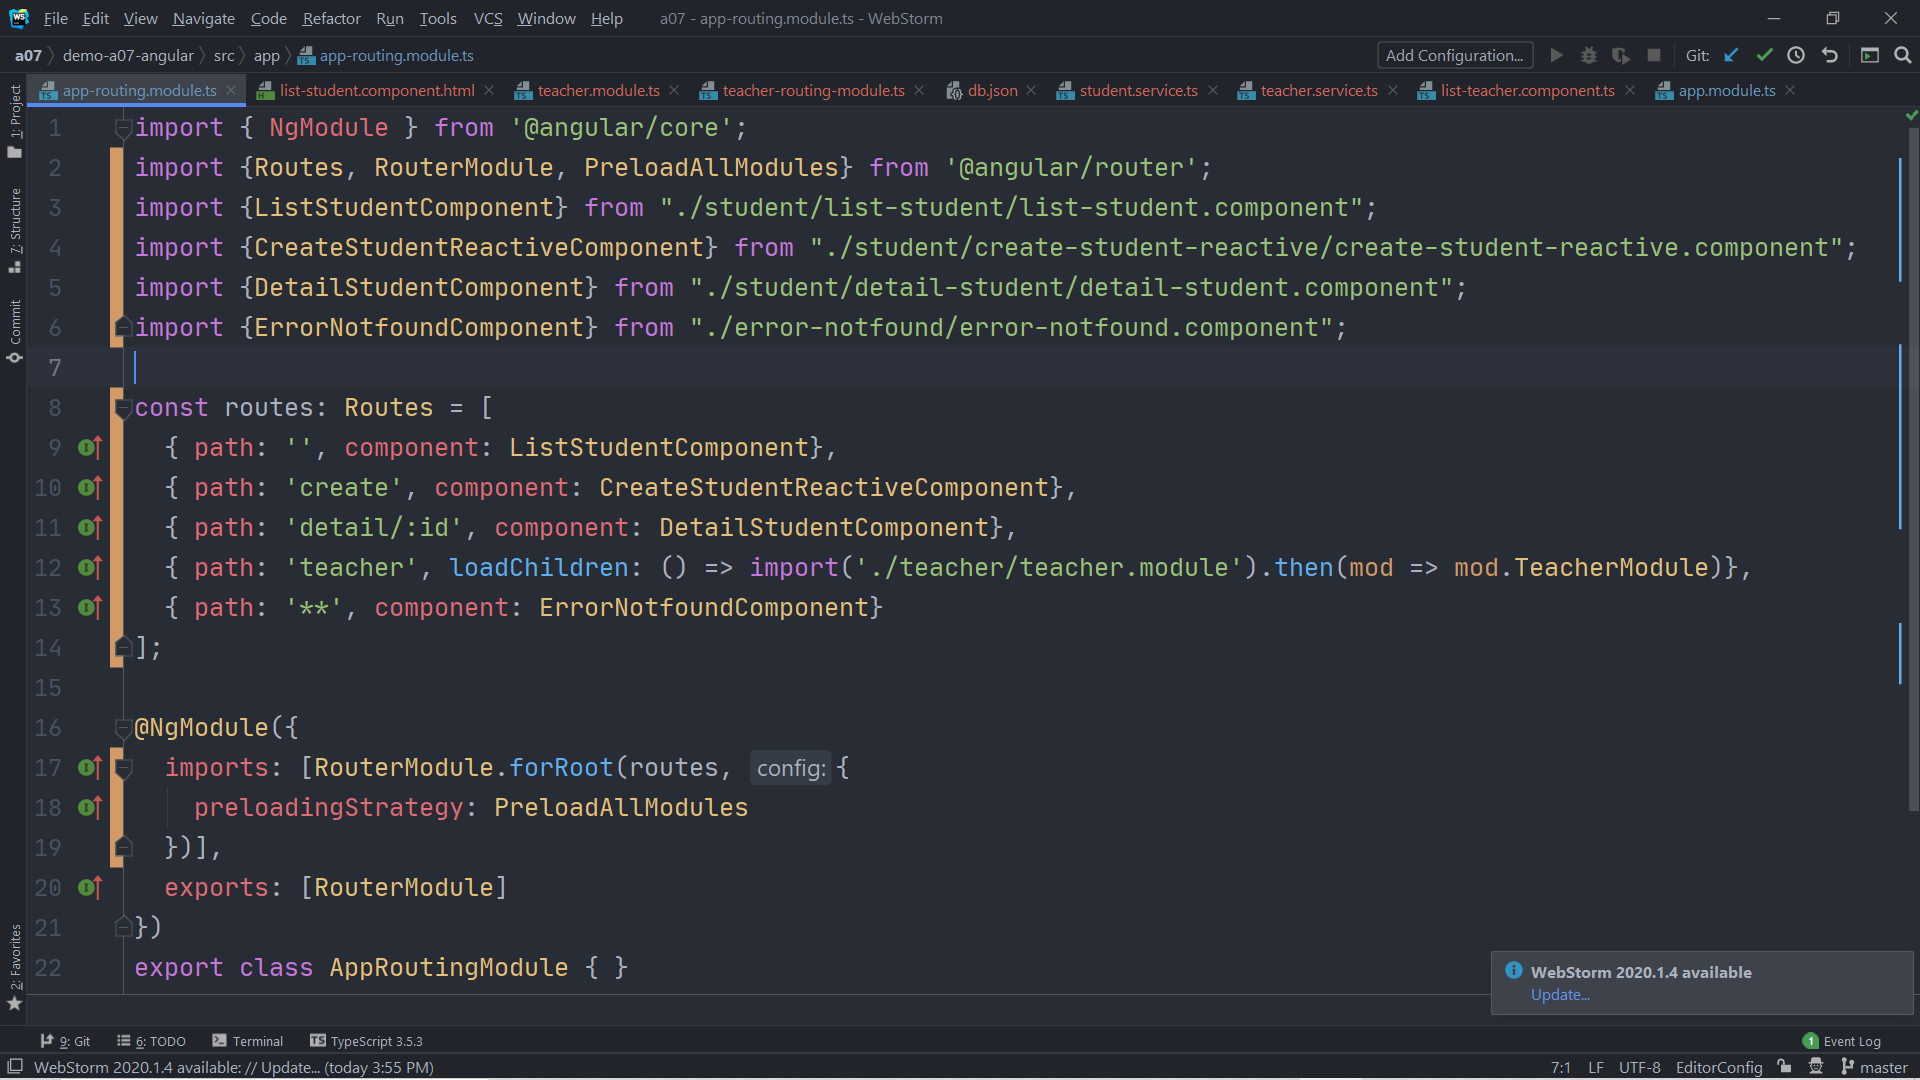 WS File Edit View Navigate Code Refactor Run Tools VCS Window Help a07 - app-routing.module.ts - WebStorm
a07 demo-a07-angular src app app-routing.module.ts Add Configuration... Git:
app-routing.module.ts list-student.component.html teacher.module.ts teacher-routing-module.ts db.json student.service.ts teacher.service.ts list-teacher.component.ts app.module.ts
1: Project
7: Structure
Commit
2: Favorites
1 import { NgModule } from '@angular/core';
2 import {Routes, RouterModule, PreloadAllModules} from '@angular/router';
3 import {ListStudentComponent} from "./student/list-student/list-student.component";
4 import {CreateStudentReactiveComponent} from "./student/create-student-reactive/create-student-reactive.component";
5 import {DetailStudentComponent} from "./student/detail-student/detail-student.component";
6 import {ErrorNotfoundComponent} from "./error-notfound/error-notfound.component";
7
8 const routes: Routes = [
9 { path: '', component: ListStudentComponent},
10 { path: 'create', component: CreateStudentReactiveComponent},
11 { path: 'detail/:id', component: DetailStudentComponent},
12 { path: 'teacher', loadChildren: () => import('./teacher/teacher.module').then(mod => mod.TeacherModule)},
13 { path: '**', component: ErrorNotfoundComponent}
14 ];
15
16 @NgModule({
17 imports: [RouterModule.forRoot(routes, config: {
18 preloadingStrategy: PreloadAllModules
19 })],
20 exports: [RouterModule]
21 })
22 export class AppRoutingModule { }
WebStorm 2020.1.4 available
Update...
9: Git 6: TODO Terminal TS TypeScript 3.5.3 1 Event Log
WebStorm 2020.1.4 available: // Update... (today 3:55 PM) 7:1 LF UTF-8 EditorConfig master